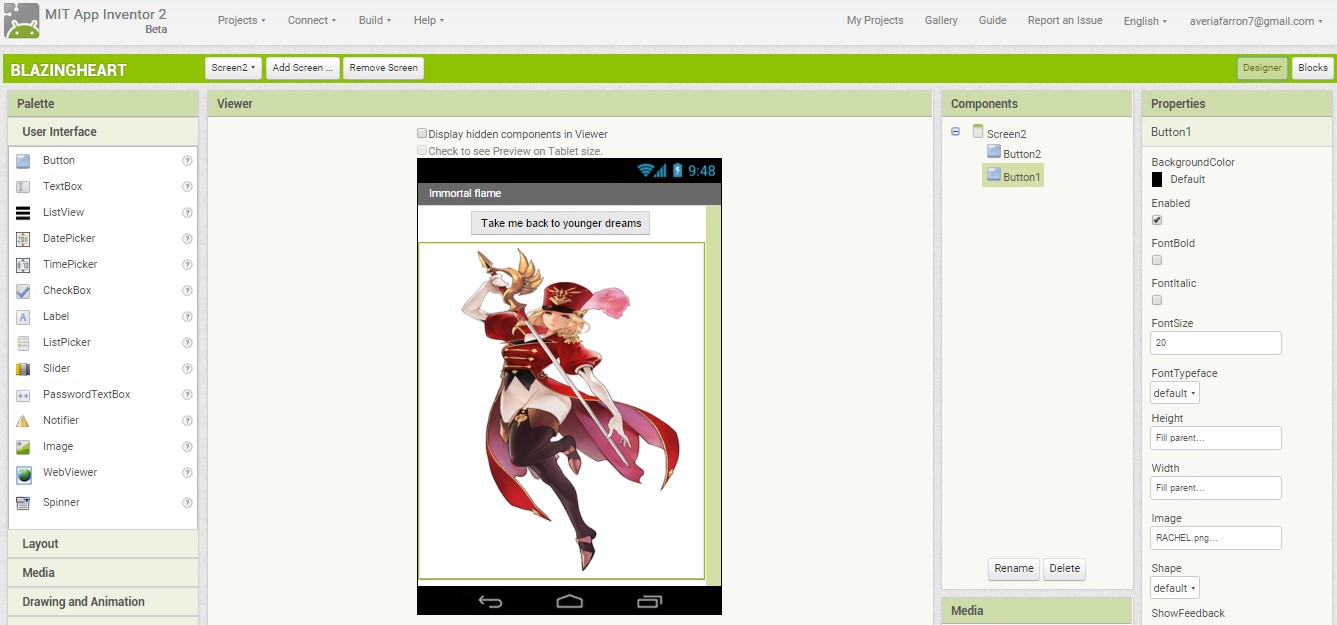 MIT App Inventor 2
Beta
Projects Connect Build Help My Projects Gallery Guide Report an Issue English averiafarron7@gmail.com
BLAZINGHEART Screen2 Add Screen ... Remove Screen Designer Blocks
Palette
User Interface
Button ?
TextBox ?
ListView ?
DatePicker ?
TimePicker ?
CheckBox ?
Label ?
ListPicker ?
Slider ?
PasswordTextBox ?
Notifier ?
Image ?
WebViewer ?
Spinner ?
Layout
Media
Drawing and Animation
Viewer
Display hidden components in Viewer
Check to see Preview on Tablet size.
9:48
Immortal flame
Take me back to younger dreams
Components
Screen2
Button2
Button1
Rename Delete
Media
Properties
Button1
BackgroundColor
Default
Enabled
FontBold
FontItalic
FontSize
20
FontTypeface
default
Height
Fill parent...
Width
Fill parent...
Image
RACHEL.png...
Shape
default
ShowFeedback